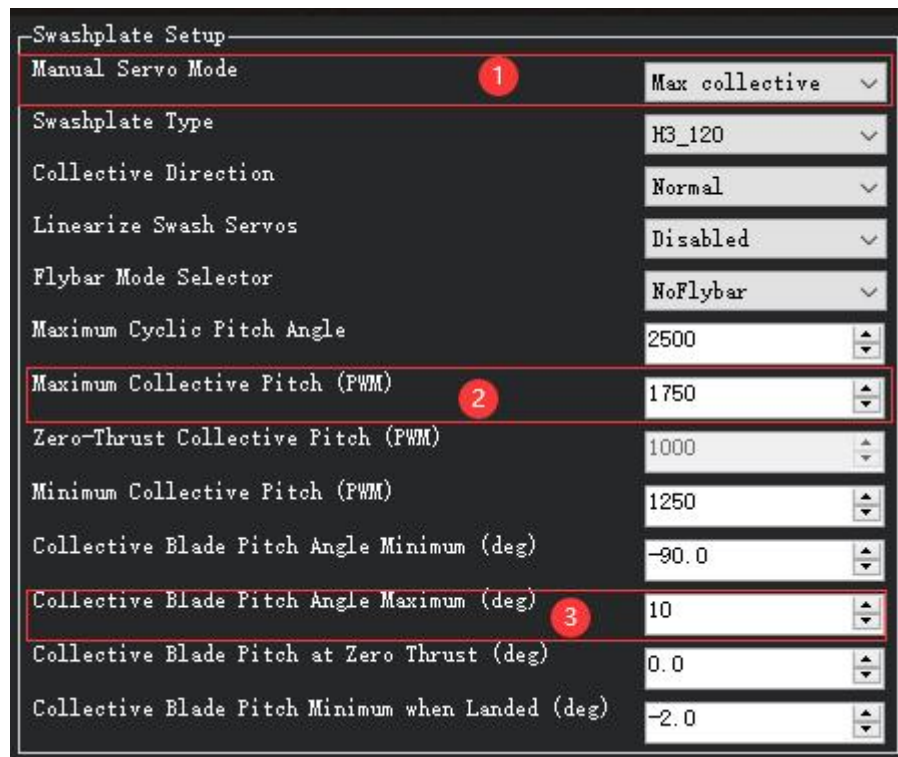 Swashplate Setup
Manual Servo Mode 1 Max collective
Swashplate Type H3_120
Collective Direction Normal
Linearize Swash Servos Disabled
Flybar Mode Selector NoFlybar
Maximum Cyclic Pitch Angle 2500
Maximum Collective Pitch (PWM) 2 1750
Zero-Thrust Collective Pitch (PWM) 1000
Minimum Collective Pitch (PWM) 1250
Collective Blade Pitch Angle Minimum (deg) -90.0
Collective Blade Pitch Angle Maximum (deg) 3 10
Collective Blade Pitch at Zero Thrust (deg) 0.0
Collective Blade Pitch Minimum when Landed (deg) -2.0